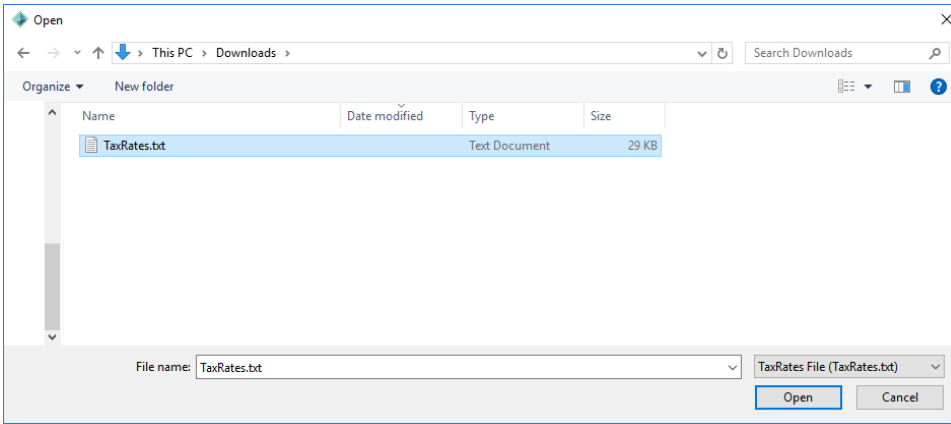 Open
This PC > Downloads >
Search Downloads
Organize
New folder
Name Date modified Type Size
TaxRates.txt Text Document 29 KB
File name: TaxRates.txt
TaxRates File (TaxRates.txt)
Open Cancel